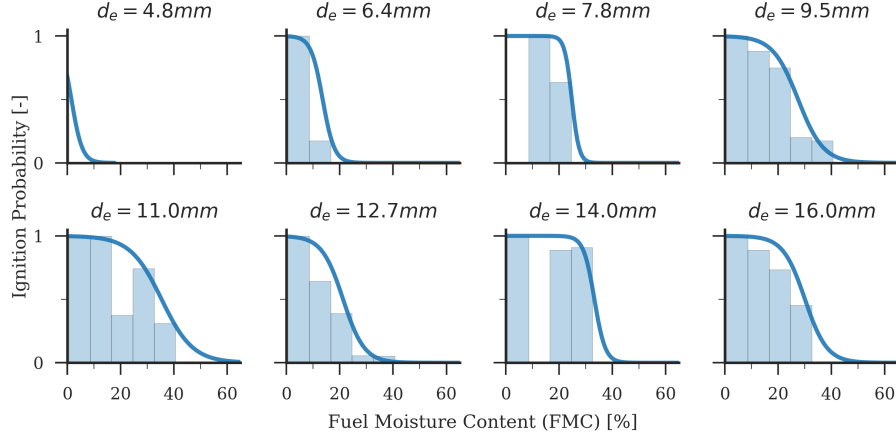 d_e = 4.8mm
d_e = 6.4mm
d_e = 7.8mm
d_e = 9.5mm
1
0
d_e = 11.0mm
d_e = 12.7mm
d_e = 14.0mm
d_e = 16.0mm
1
0
0 20 40 60
0 20 40 60
0 20 40 60
0 20 40 60
Ignition Probability [-]
Fuel Moisture Content (FMC) [%]